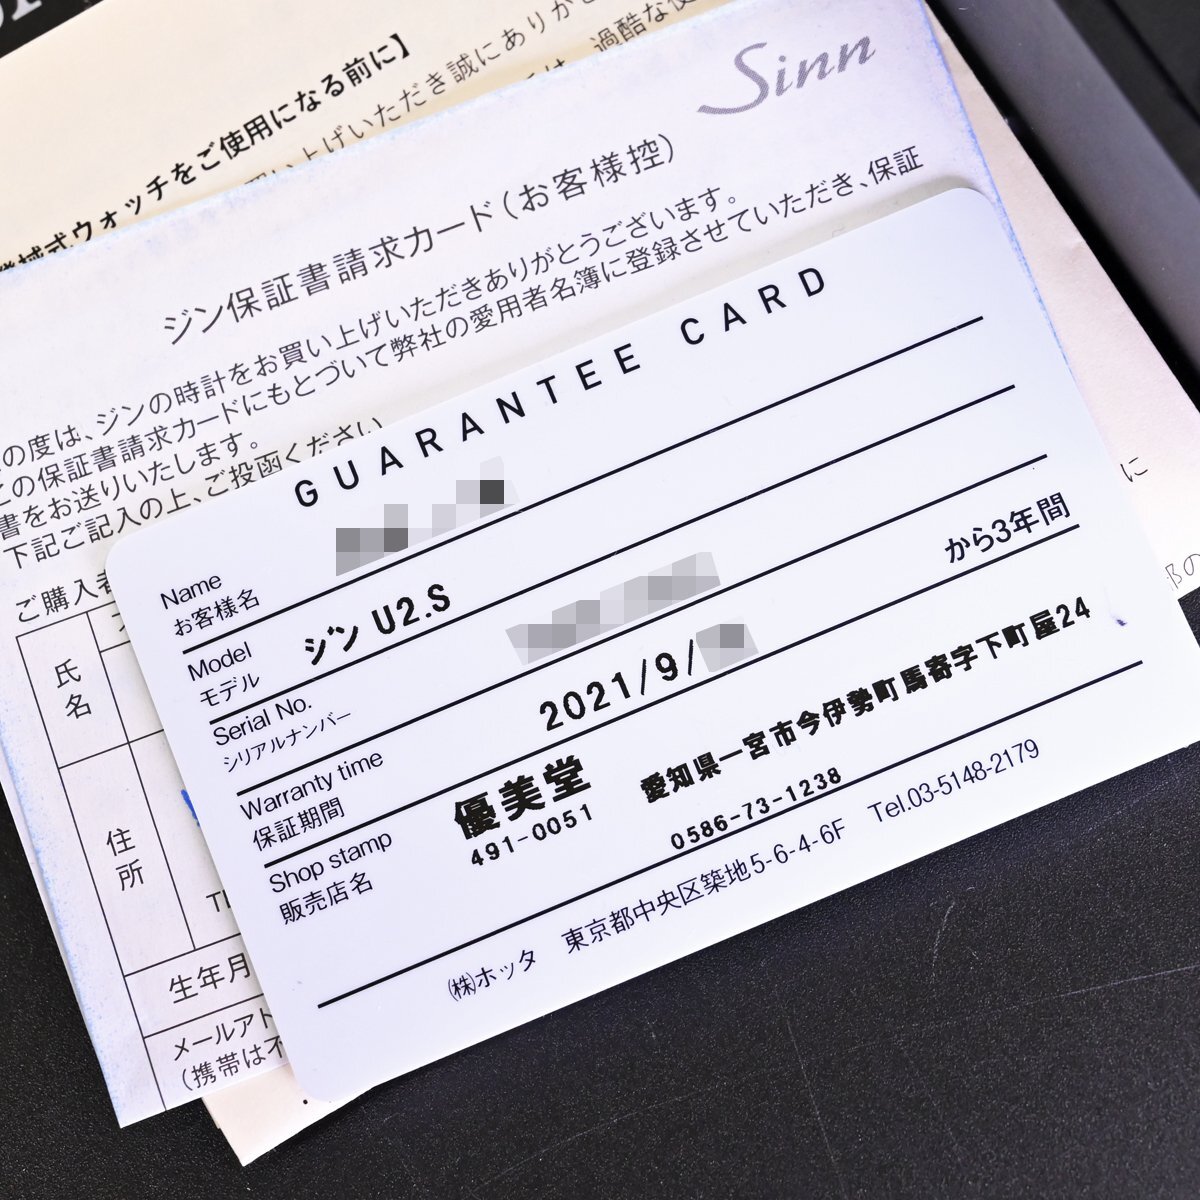 械式ウォッチをご使用になる前に】
い上げいただき誠にありが
過酷な使
Sinn
ジン保証書請求カード(お客様控)
の度は、ジンの時計をお買い上げいただきありがとうございます。
この保証書請求カードにもとづいて弊社の愛用者名簿に登録させていただき、保証
書をお送りいたします。
下記ご記入の上、ご投函ください
ご購入者
氏名
住所
生年月
メールアド
(携帯は不
GUARANTEE CARD
Name
お客様名
Model
モデル
ジン U2.S
Serial No.
シリアルナンバー
Warranty time
保証期間
2021/9/
から3年間
Shop stamp
販売店名
優美堂
491-0051
愛知県一宮市今伊勢町馬寄字下町屋24
0586-73-1238
㈱ホッタ 東京都中央区築地5-6-4-6F Tel.03-5148-2179
に